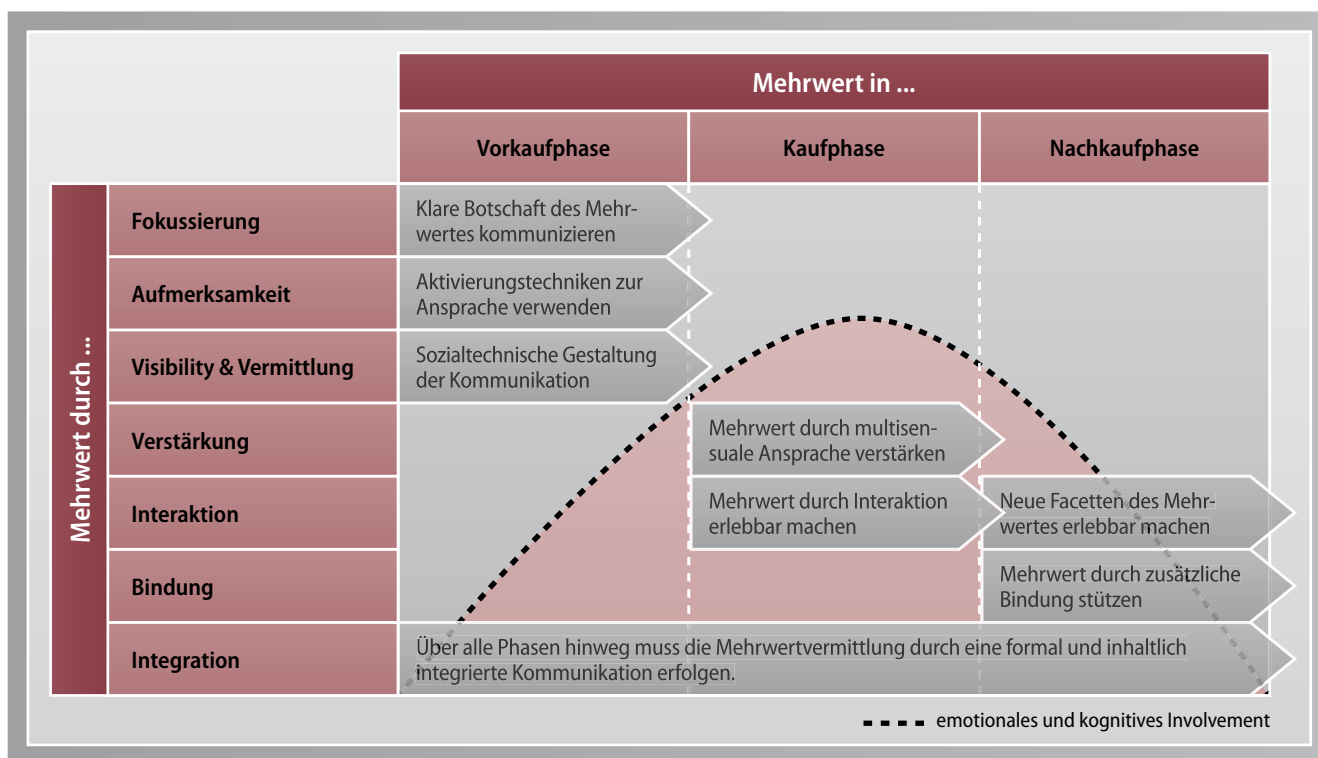 Mehrwert in ...
Vorkaufphase
Kaufphase
Nachkaufphase
Mehrwert durch ...
Fokussierung
Klare Botschaft des Mehr-
wertes kommunizieren
Aufmerksamkeit
Aktivierungstechniken zur
Ansprache verwenden
Visibility & Vermittlung
Sozialtechnische Gestaltung
der Kommunikation
Verstärkung
Mehrwert durch multisen-
suale Ansprache verstärken
Interaktion
Mehrwert durch Interaktion
erlebbar machen
Neue Facetten des Mehr-
wertes erlebbar machen
Bindung
Mehrwert durch zusätzliche
Bindung stützen
Integration
Über alle Phasen hinweg muss die Mehrwertvermittlung durch eine formal und inhaltlich
integrierte Kommunikation erfolgen.
emotionales und kognitives Involvement